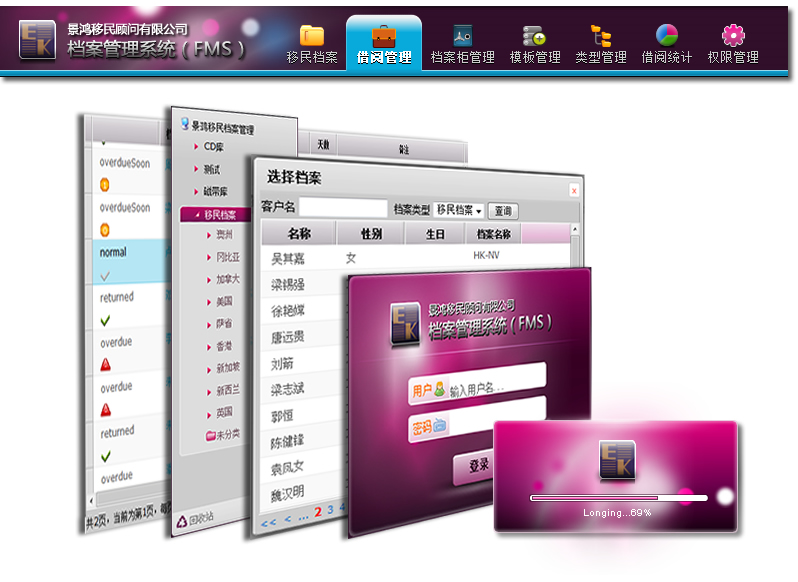 景鸿移民顾问有限公司
档案管理系统（FMS）
移民档案 借阅管理 档案柜管理 模板管理 类型管理 借阅统计 权限管理
overdueSoon
overdueSoon
normal
returned
overdue
overdue
returned
overdue
共2页，当前为第1页，每
景鸿移民档案管理
CD库
测试
磁带库
移民档案
澳洲
冈比亚
加拿大
美国
萨省
香港
新加坡
新西兰
英国
未分类
回收站
天数 备注
选择档案
x
客户名 档案类型 移民档案 查询
名称 性别 生日 档案名称
吴其嘉 女 HK-NV
梁锡强
徐艳嫦
唐远贵
刘箭
梁志斌
郭恒
陈健锋
袁凤女
魏汉明
<< < ... 2 3 4
EK
景鸿移民顾问有限公司
档案管理系统（FMS）
用户 输入用户名...
密码
登录
EK
Longing...69%